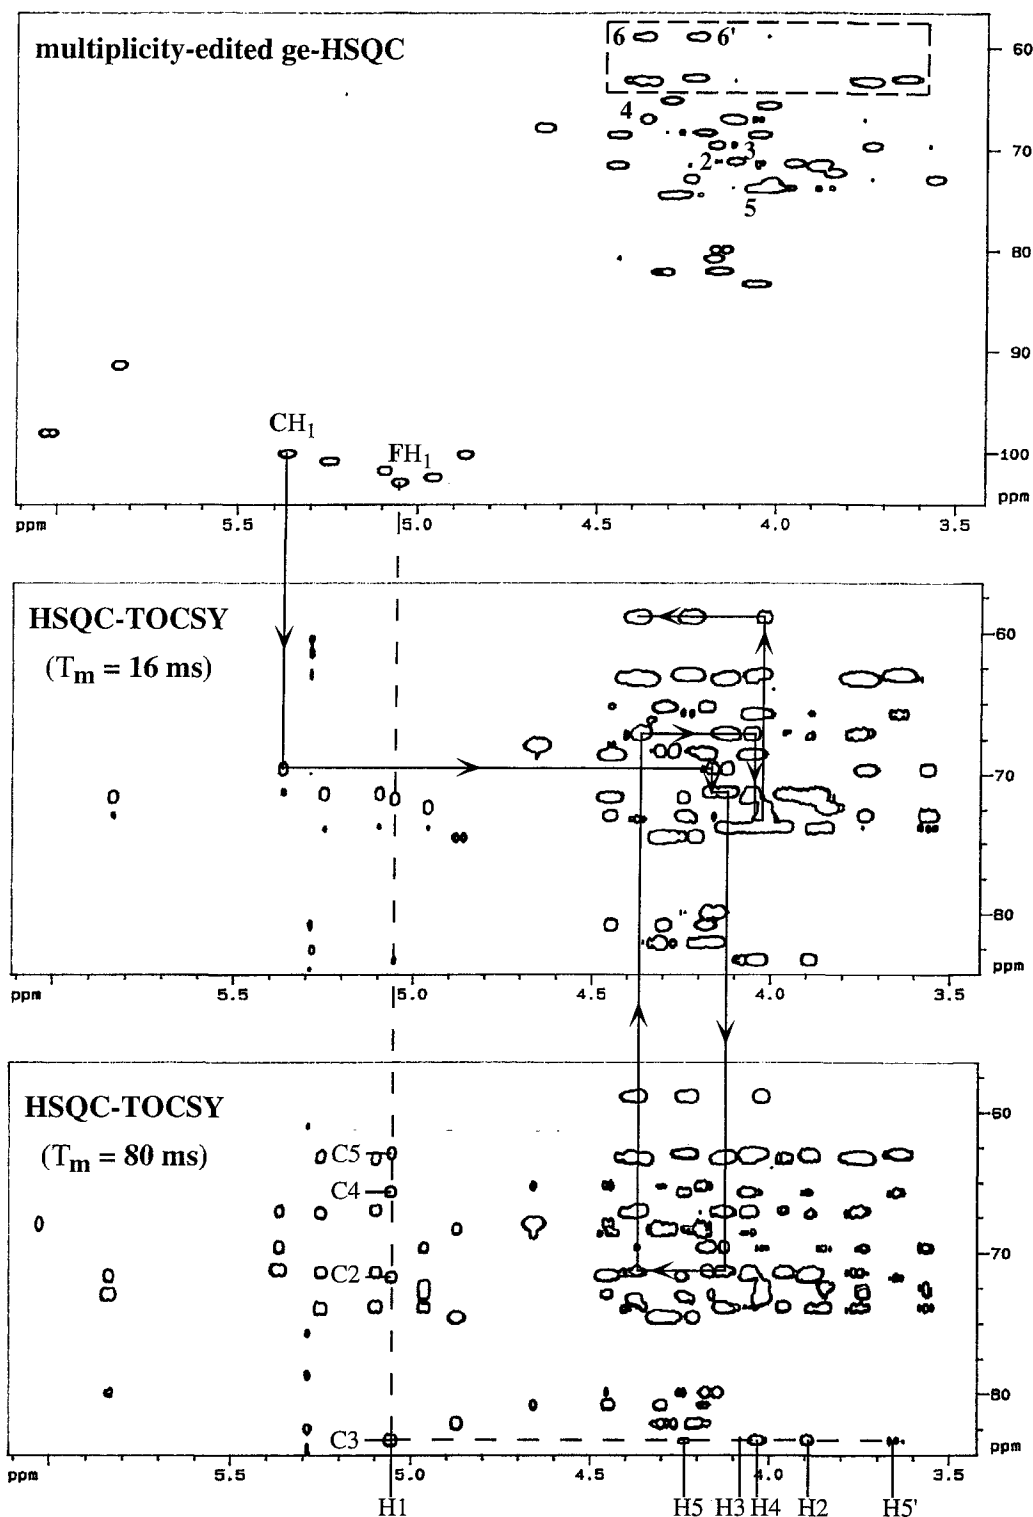 multiplicity-edited ge-HSQC
6 6'
4
3
2
5
CH1
FH1
60
70
80
90
100
ppm
ppm 5.5 5.0 4.5 4.0 3.5
HSQC-TOCSY
(Tm = 16 ms)
60
70
80
ppm
ppm 5.5 5.0 4.5 4.0 3.5
HSQC-TOCSY
(Tm = 80 ms)
C5
C4
C2
C3
60
70
80
ppm
ppm 5.5 5.0 4.5 4.0 3.5
H1 H5 H3 H4 H2 H5'